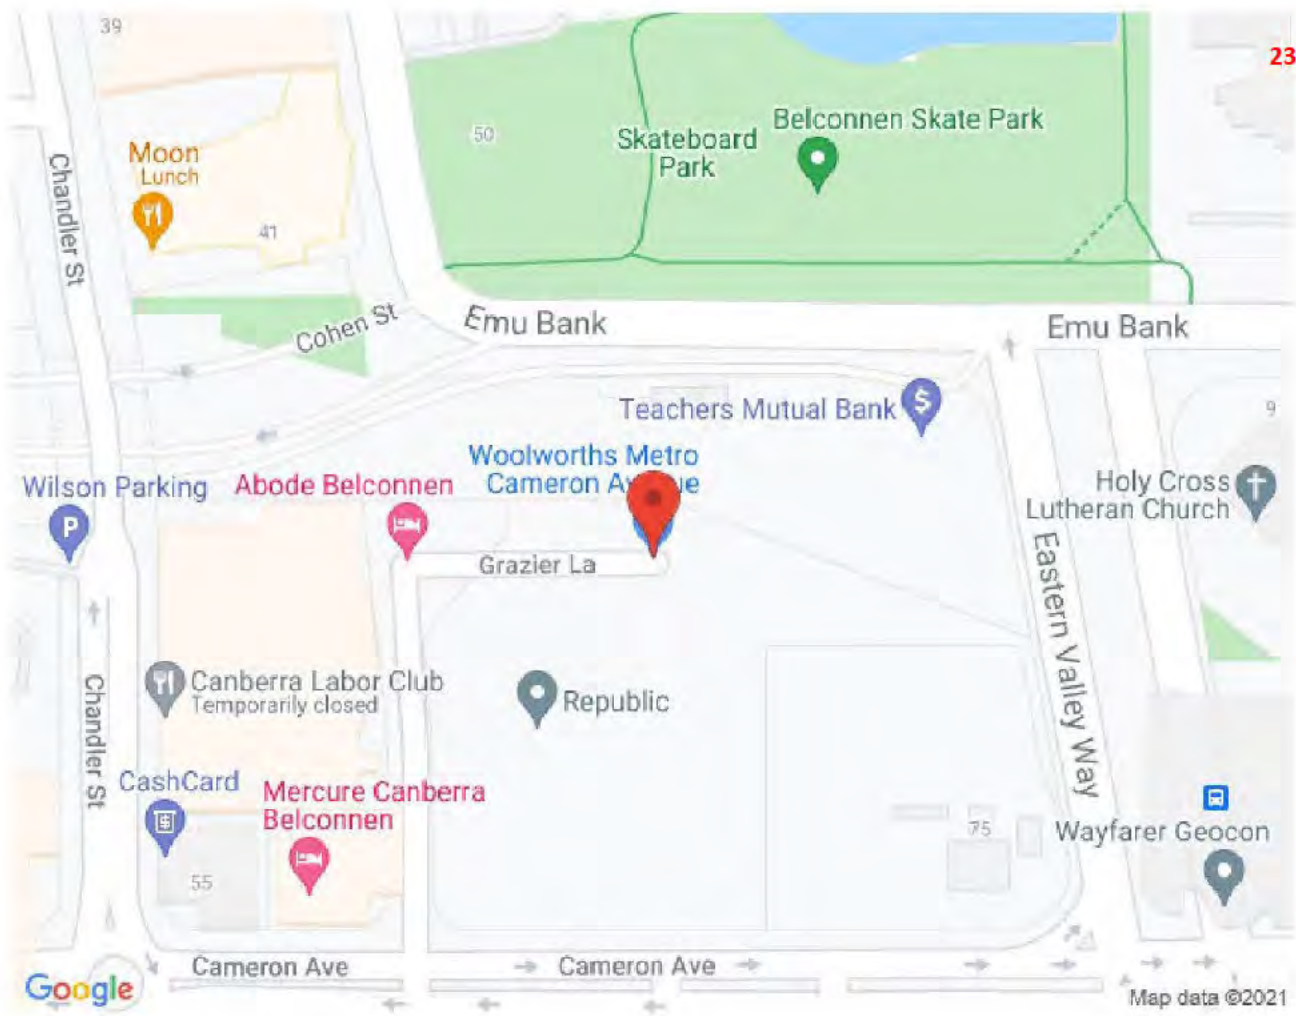 39
23
50
Belconnen Skate Park
Skateboard
Park
Moon
Lunch
Chandler St
41
Cohen St
Emu Bank
Emu Bank
Teachers Mutual Bank
9
Woolworths Metro
Wilson Parking
Abode Belconnen
Cameron
Holy Cross
Lutheran Church
P
Grazier La
Eastern Valley Way
Canberra Labor Club
Temporarily closed
Republic
Chandler St
CashCard
Mercure Canberra
Belconnen
75
Wayfarer Geocon
55
Cameron Ave
Cameron Ave
Google
Map data ©2021